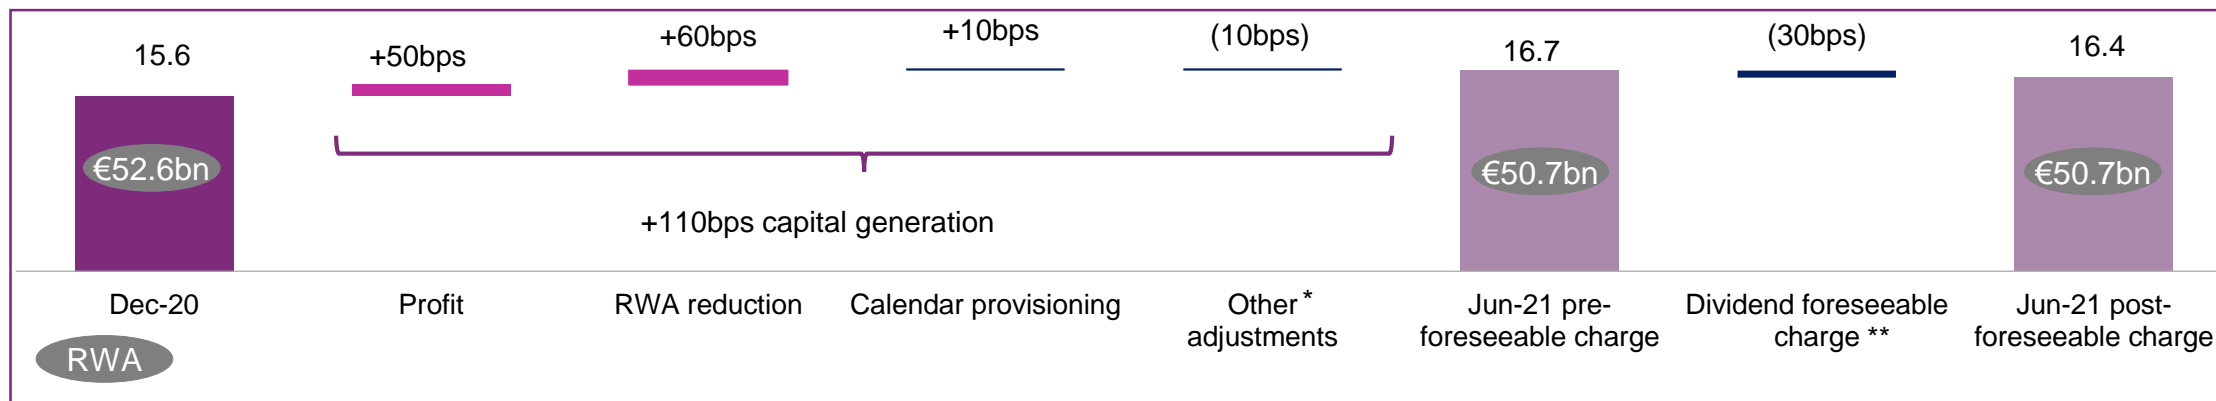 15.6
+50bps
+60bps
+10bps
(10bps)
16.7
(30bps)
16.4
€52.6bn
€50.7bn
€50.7bn
+110bps capital generation
Dec-20
Profit
RWA reduction
Calendar provisioning
Other *
adjustments
Jun-21 pre-
foreseeable charge
Dividend foreseeable
charge **
Jun-21 post-
foreseeable charge
RWA